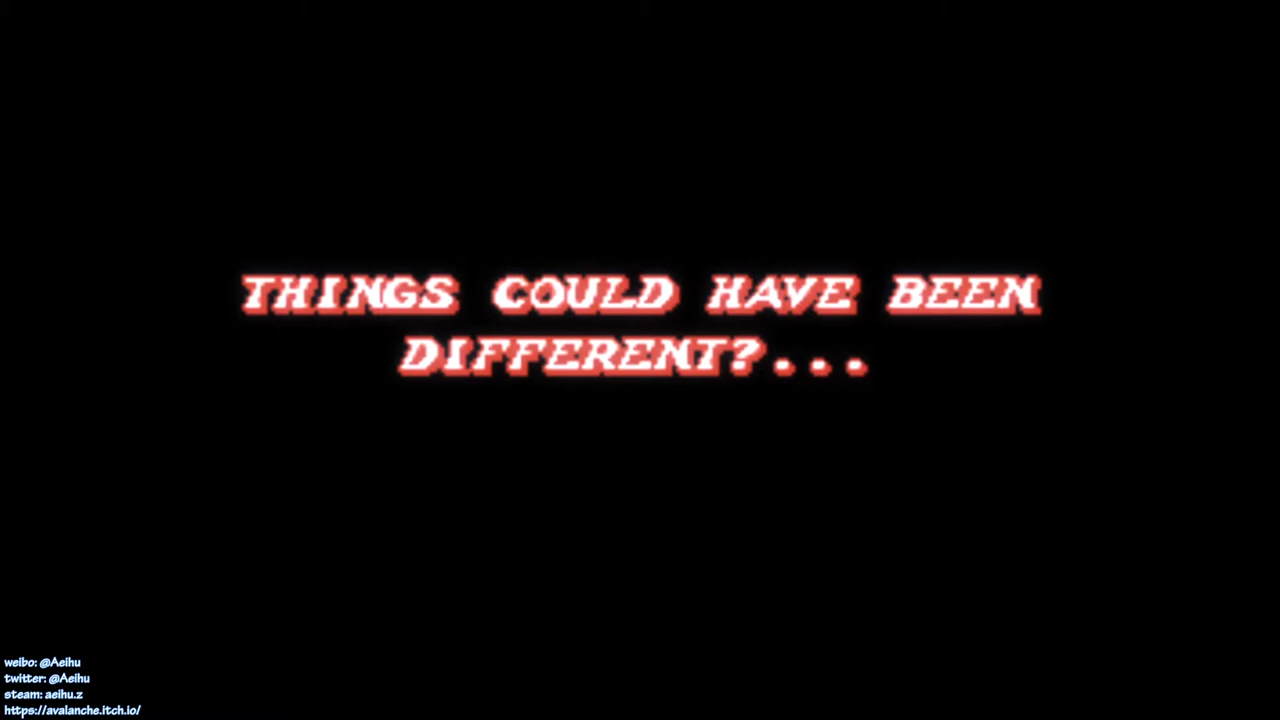 THINGS COULD HAVE BEEN
DIFFERENT?...
weibo: @Aeihu
twitter: @Aeihu
steam: aeihu.z
https://avalanche.itch.io/